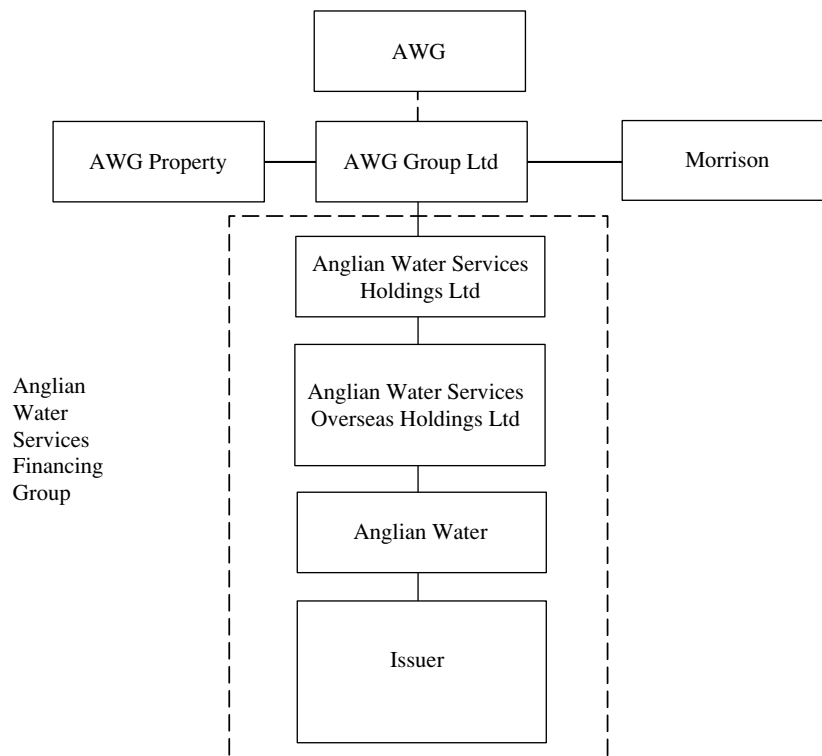 AWG
AWG Property
AWG Group Ltd
Morrison
Anglian Water Services
Holdings Ltd
Anglian
Water
Services
Financing
Group
Anglian Water Services
Overseas Holdings Ltd
Anglian Water
Issuer